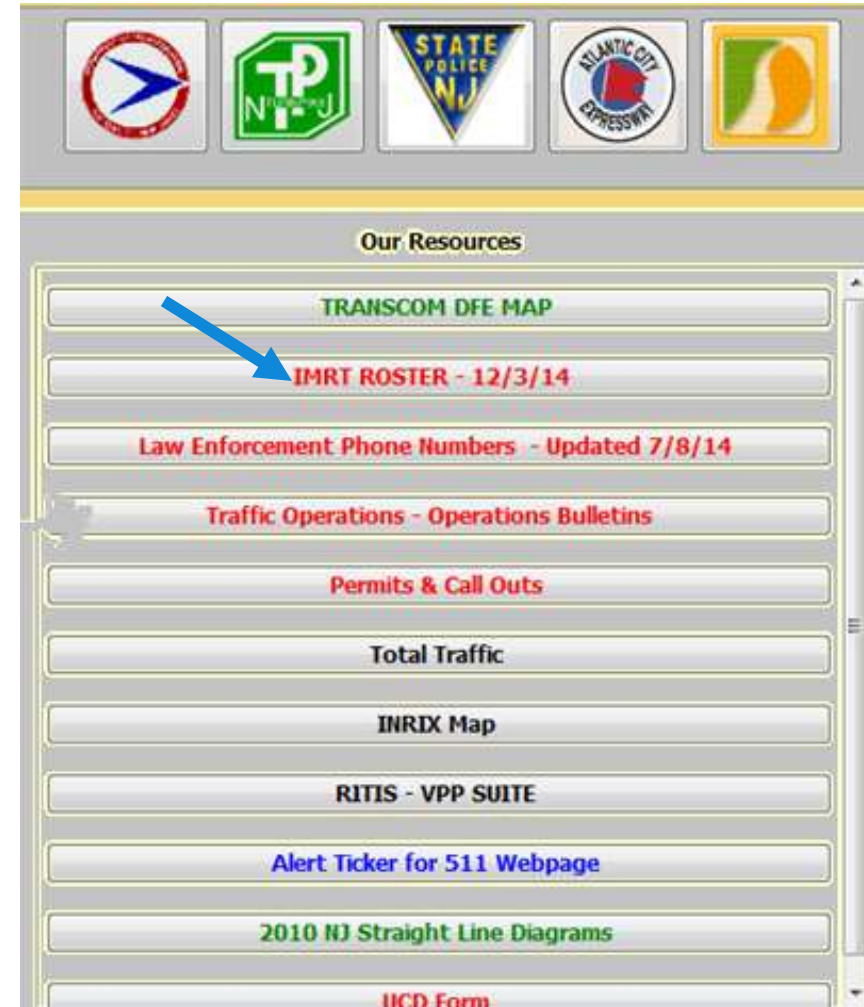 STATE
POLICE
NJ
ATLANTIC CITY
EXPRESSWAY
Our Resources
TRANSCOM DFE MAP
IMRT ROSTER - 12/3/14
Law Enforcement Phone Numbers - Updated 7/8/14
Traffic Operations - Operations Bulletins
Permits & Call Outs
Total Traffic
INRIX Map
RITIS - VPP SUITE
Alert Ticker for 511 Webpage
2010 NJ Straight Line Diagrams
UCD Form